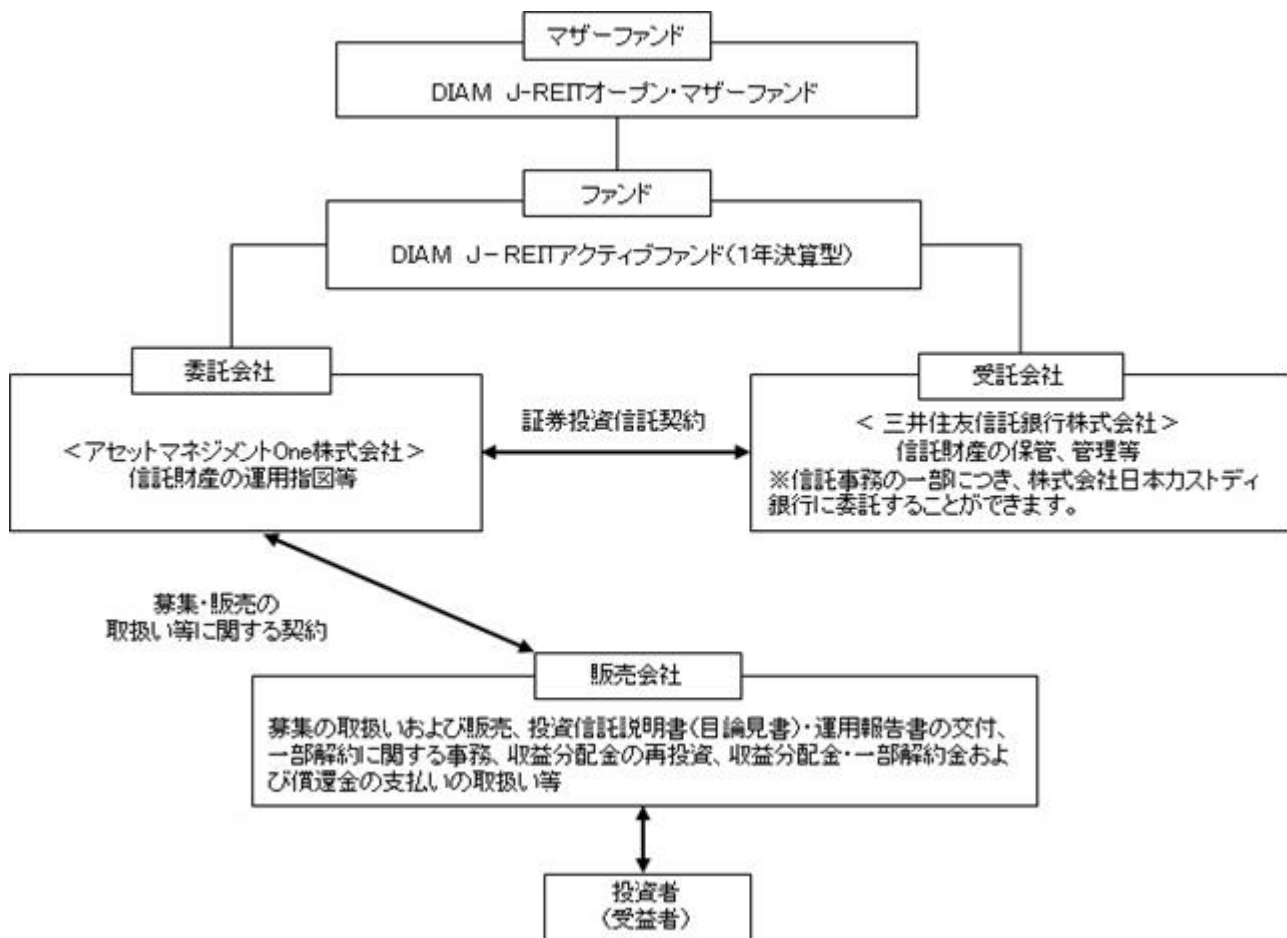 マザーファンド
DIAM J-REITオープン・マザーファンド
ファンド
DIAM J-REITアクティブファンド(1年決算型)
委託会社
<アセットマネジメントOne株式会社>
信託財産の運用指図等
証券投資信託契約
受託会社
< 三井住友信託銀行株式会社>
信託財産の保管、管理等
※信託事務の一部につき、株式会社日本カストディ
銀行に委託することができます。
募集・販売の
取扱い等に関する契約
販売会社
募集の取扱いおよび販売、投資信託説明書(目論見書)・運用報告書の交付、
一部解約に関する事務、収益分配金の再投資、収益分配金・一部解約金およ
び償還金の支払いの取扱い等
投資者
(受益者)